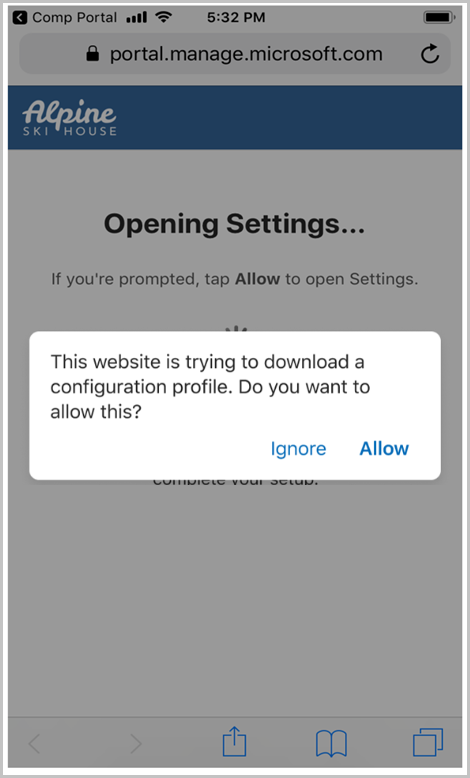 Comp Portal 5:32 PM
portal.manage.microsoft.com
Alpine
SKI HOUSE
Opening Settings...
If you're prompted, tap Allow to open Settings.
This website is trying to download a
configuration profile. Do you want to
allow this?
Ignore Allow
complete your setup.